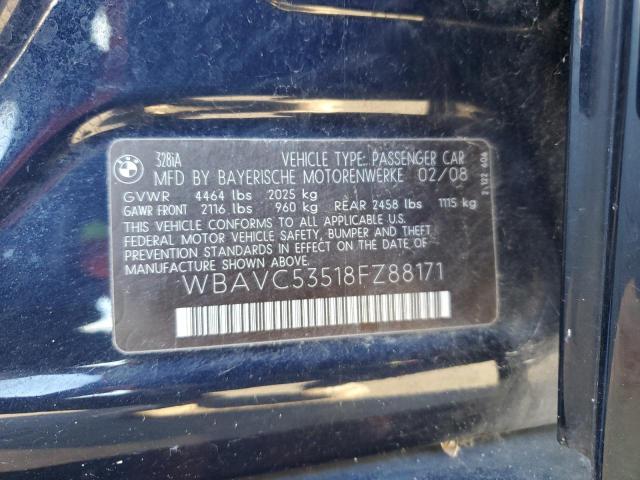 BMW
328iA VEHICLE TYPE: PASSENGER CAR
MFD BY BAYERISCHE MOTORENWERKE 02/08
GVWR 4464 lbs 2025 kg
GAWR FRONT 2116 lbs 960 kg REAR 2458 lbs 1115 kg
THIS VEHICLE CONFORMS TO ALL APPLICABLE U.S.
FEDERAL MOTOR VEHICLE SAFETY, BUMPER AND THEFT
PREVENTION STANDARDS IN EFFECT ON THE DATE OF
MANUFACTURE SHOWN ABOVE.
WBAVC53518FZ88171